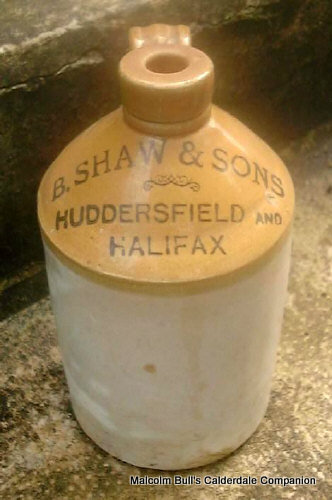 B. SHAW & SONS
HUDDERSFIELD AND
HALIFAX
Malcolm Bull's Calderdale Companion